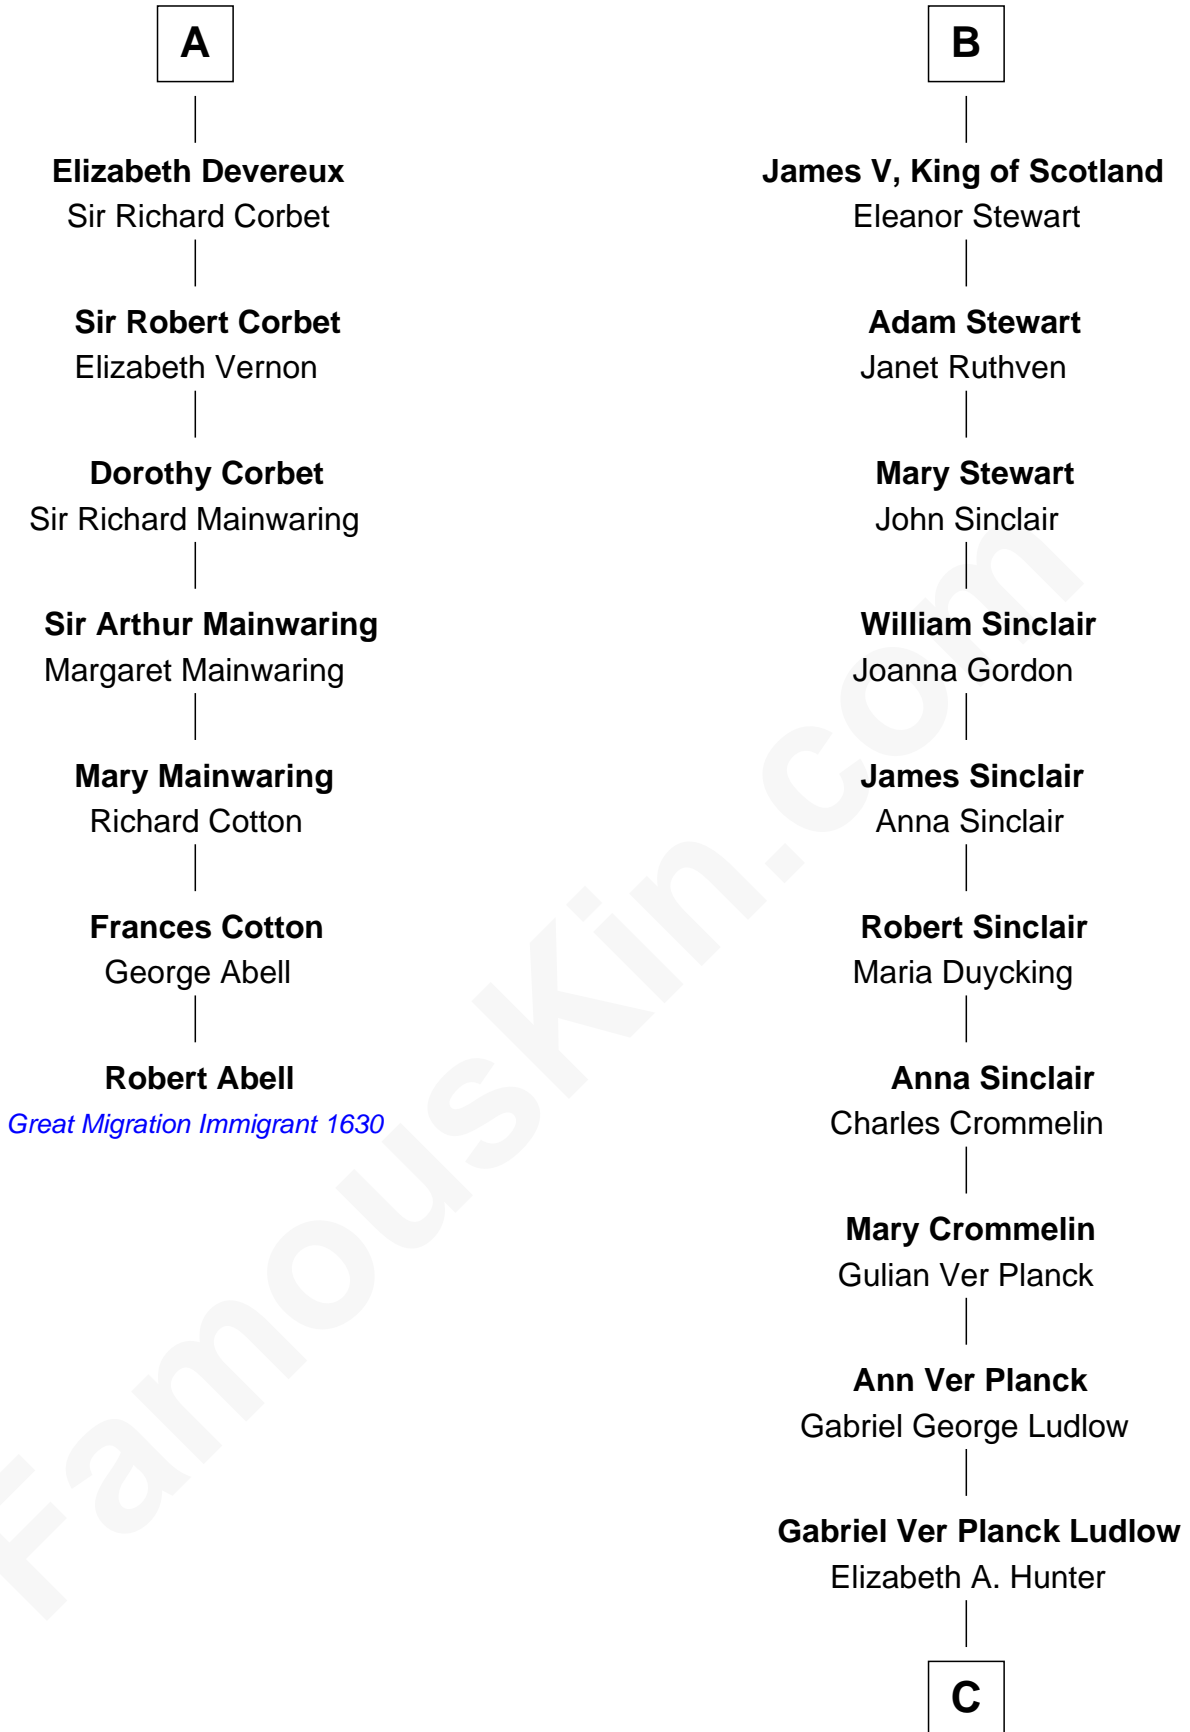 A
Elizabeth Devereux
Sir Richard Corbet
Sir Robert Corbet
Elizabeth Vernon
Dorothy Corbet
Sir Richard Mainwaring
Sir Arthur Mainwaring
Margaret Mainwaring
Mary Mainwaring
Richard Cotton
Frances Cotton
George Abell
Robert Abell
Great Migration Immigrant 1630
B
James V, King of Scotland
Eleanor Stewart
Adam Stewart
Janet Ruthven
Mary Stewart
John Sinclair
William Sinclair
Joanna Gordon
James Sinclair
Anna Sinclair
Robert Sinclair
Maria Duycking
Anna Sinclair
Charles Crommelin
Mary Crommelin
Gulian Ver Planck
Ann Ver Planck
Gabriel George Ludlow
Gabriel Ver Planck Ludlow
Elizabeth A. Hunter
C
FamousKin.com